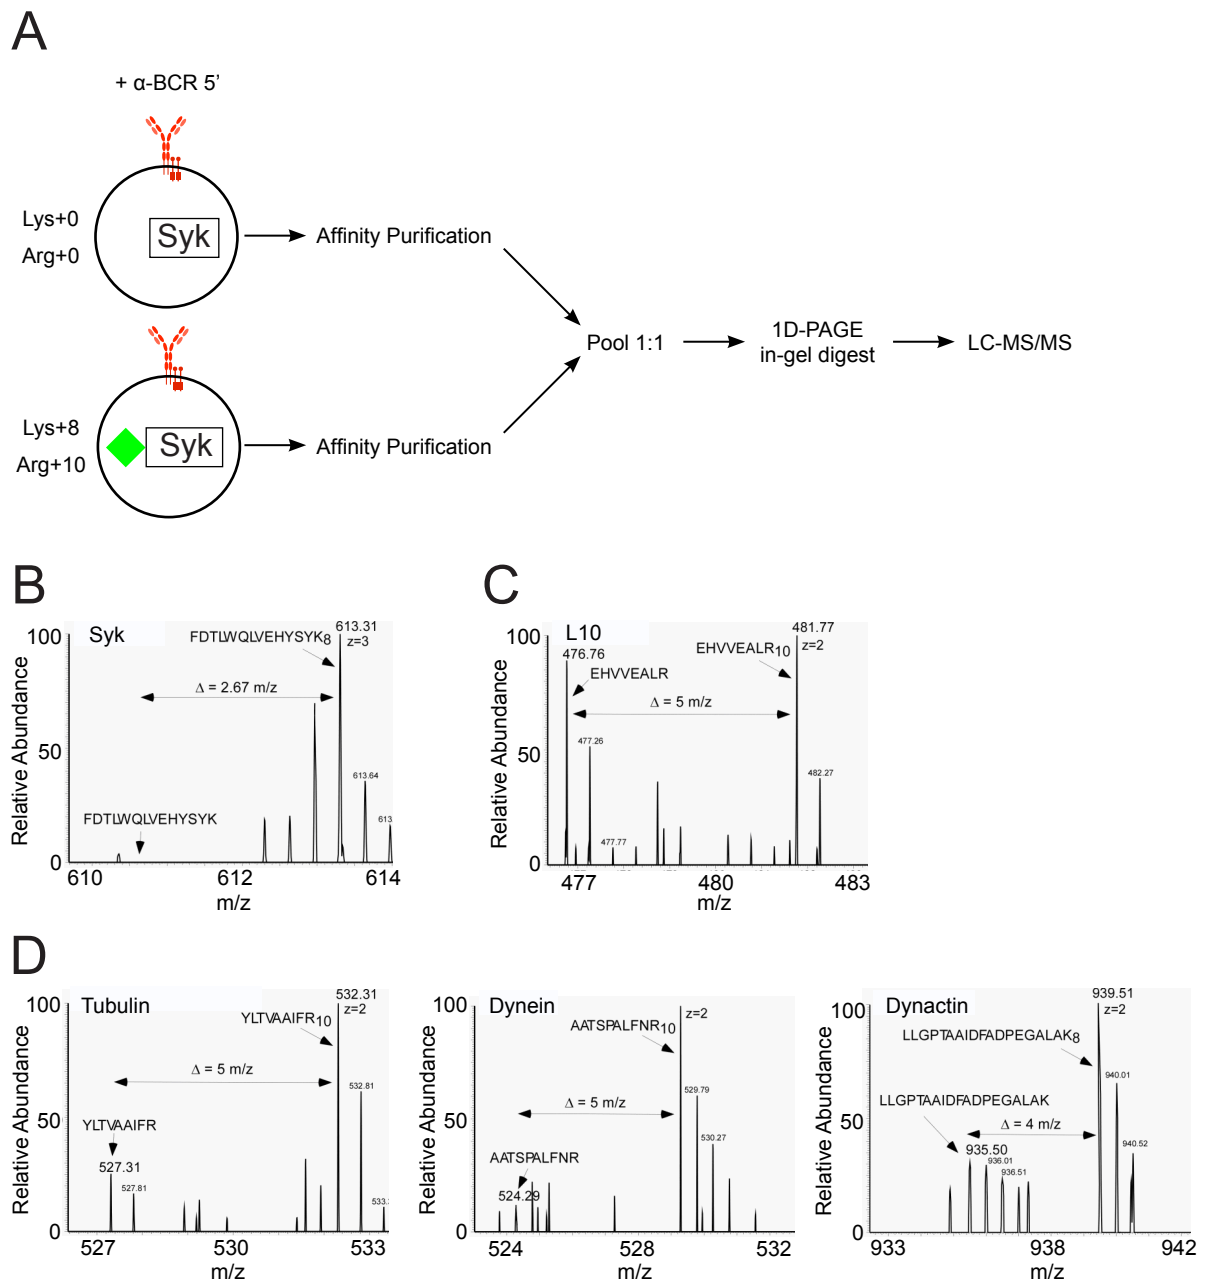 A
+ α-BCR 5'
Lys+0
Arg+0
Syk
Affinity Purification
Pool 1:1
1D-PAGE
in-gel digest
LC-MS/MS
Lys+8
Arg+10
Syk
Affinity Purification
B
Syk
FDTLWQLVEHYSYK8
613.31
z=3
Δ = 2.67 m/z
613.64
613
FDTLWQLVEHYSYK
100
50
0
Relative Abundance
610
612
614
m/z
C
L10
476.76
EHVVEALR
EHVVEALR10
481.77
z=2
Δ = 5 m/z
477.26
477.77
482.27
100
50
0
Relative Abundance
477
480
483
m/z
D
Tubulin
532.31
z=2
YLTVAAIFR10
Δ = 5 m/z
532.81
YLTVAAIFR
527.31
527.81
533.
100
50
0
Relative Abundance
527
530
533
m/z
Dynein
z=2
AATSPALFNR10
529.79
Δ = 5 m/z
530.27
AATSPALFNR
524.29
100
50
0
Relative Abundance
524
528
532
m/z
Dynactin
939.51
z=2
LLGPTAAIDFADPEGALAK8
940.01
LLGPTAAIDFADPEGALAK
Δ = 4 m/z
935.50
936.01
936.51
940.52
100
50
0
Relative Abundance
933
938
942
m/z